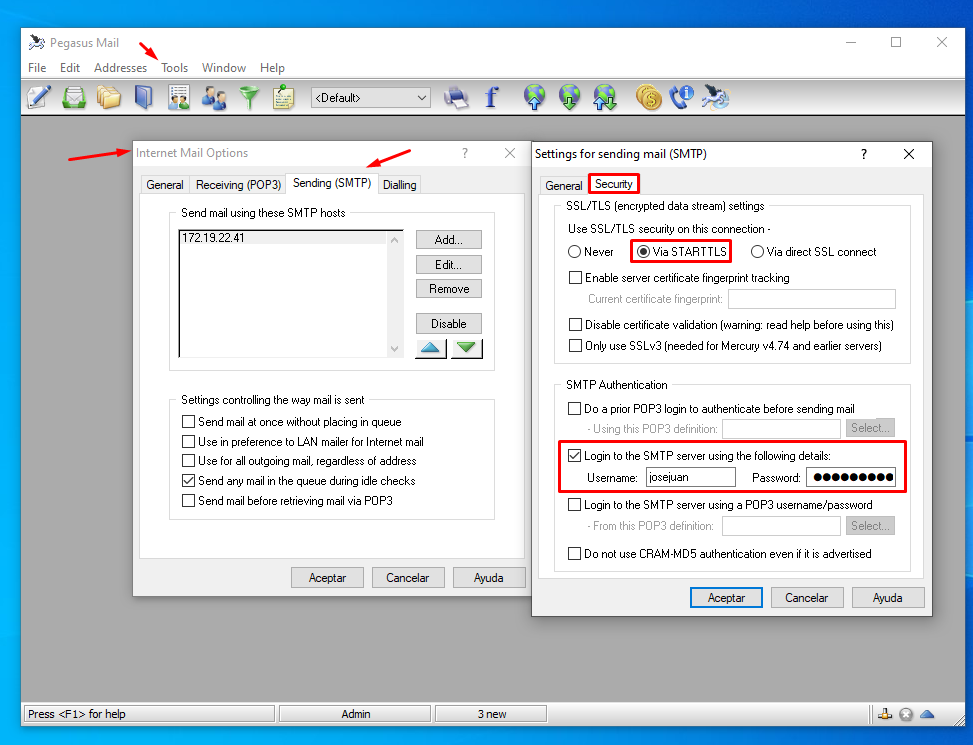 Pegasus Mail
File Edit Addresses Tools Window Help
<Default>
Internet Mail Options
General Receiving (POP3) Sending (SMTP) Dialling
Send mail using these SMTP hosts
172.19.22.41
Add...
Edit...
Remove
Disable
Settings controlling the way mail is sent
Send mail at once without placing in queue
Use in preference to LAN mailer for Internet mail
Use for all outgoing mail, regardless of address
Send any mail in the queue during idle checks
Send mail before retrieving mail via POP3
Aceptar Cancelar Ayuda
Settings for sending mail (SMTP)
General Security
SSL/TLS (encrypted data stream) settings
Use SSL/TLS security on this connection -
Never Via STARTTLS Via direct SSL connect
Enable server certificate fingerprint tracking
Current certificate fingerprint:
Disable certificate validation (warning: read help before using this)
Only use SSLv3 (needed for Mercury v4.74 and earlier servers)
SMTP Authentication
Do a prior POP3 login to authenticate before sending mail
- Using this POP3 definition: Select...
Login to the SMTP server using the following details:
Username: josejuan Password: ●●●●●●●●●
Login to the SMTP server using a POP3 username/password
- From this POP3 definition: Select...
Do not use CRAM-MD5 authentication even if it is advertised
Aceptar Cancelar Ayuda
Press <F1> for help Admin 3 new